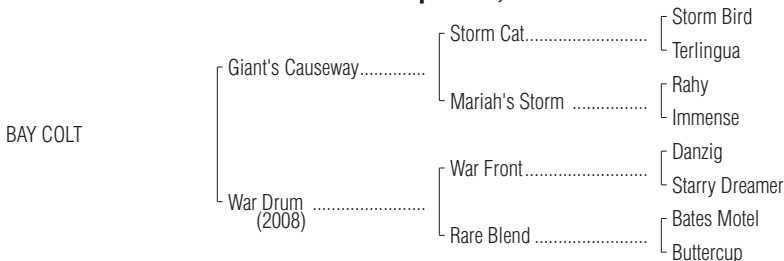 Storm Bird
Storm Cat..............................
Terlingua
Giant's Causeway..............
Rahy
Mariah's Storm ..................
Immense
BAY COLT
Danzig
War Front..............................
Starry Dreamer
War Drum ...........................
(2008)
Bates Motel
Rare Blend ............................
Buttercup